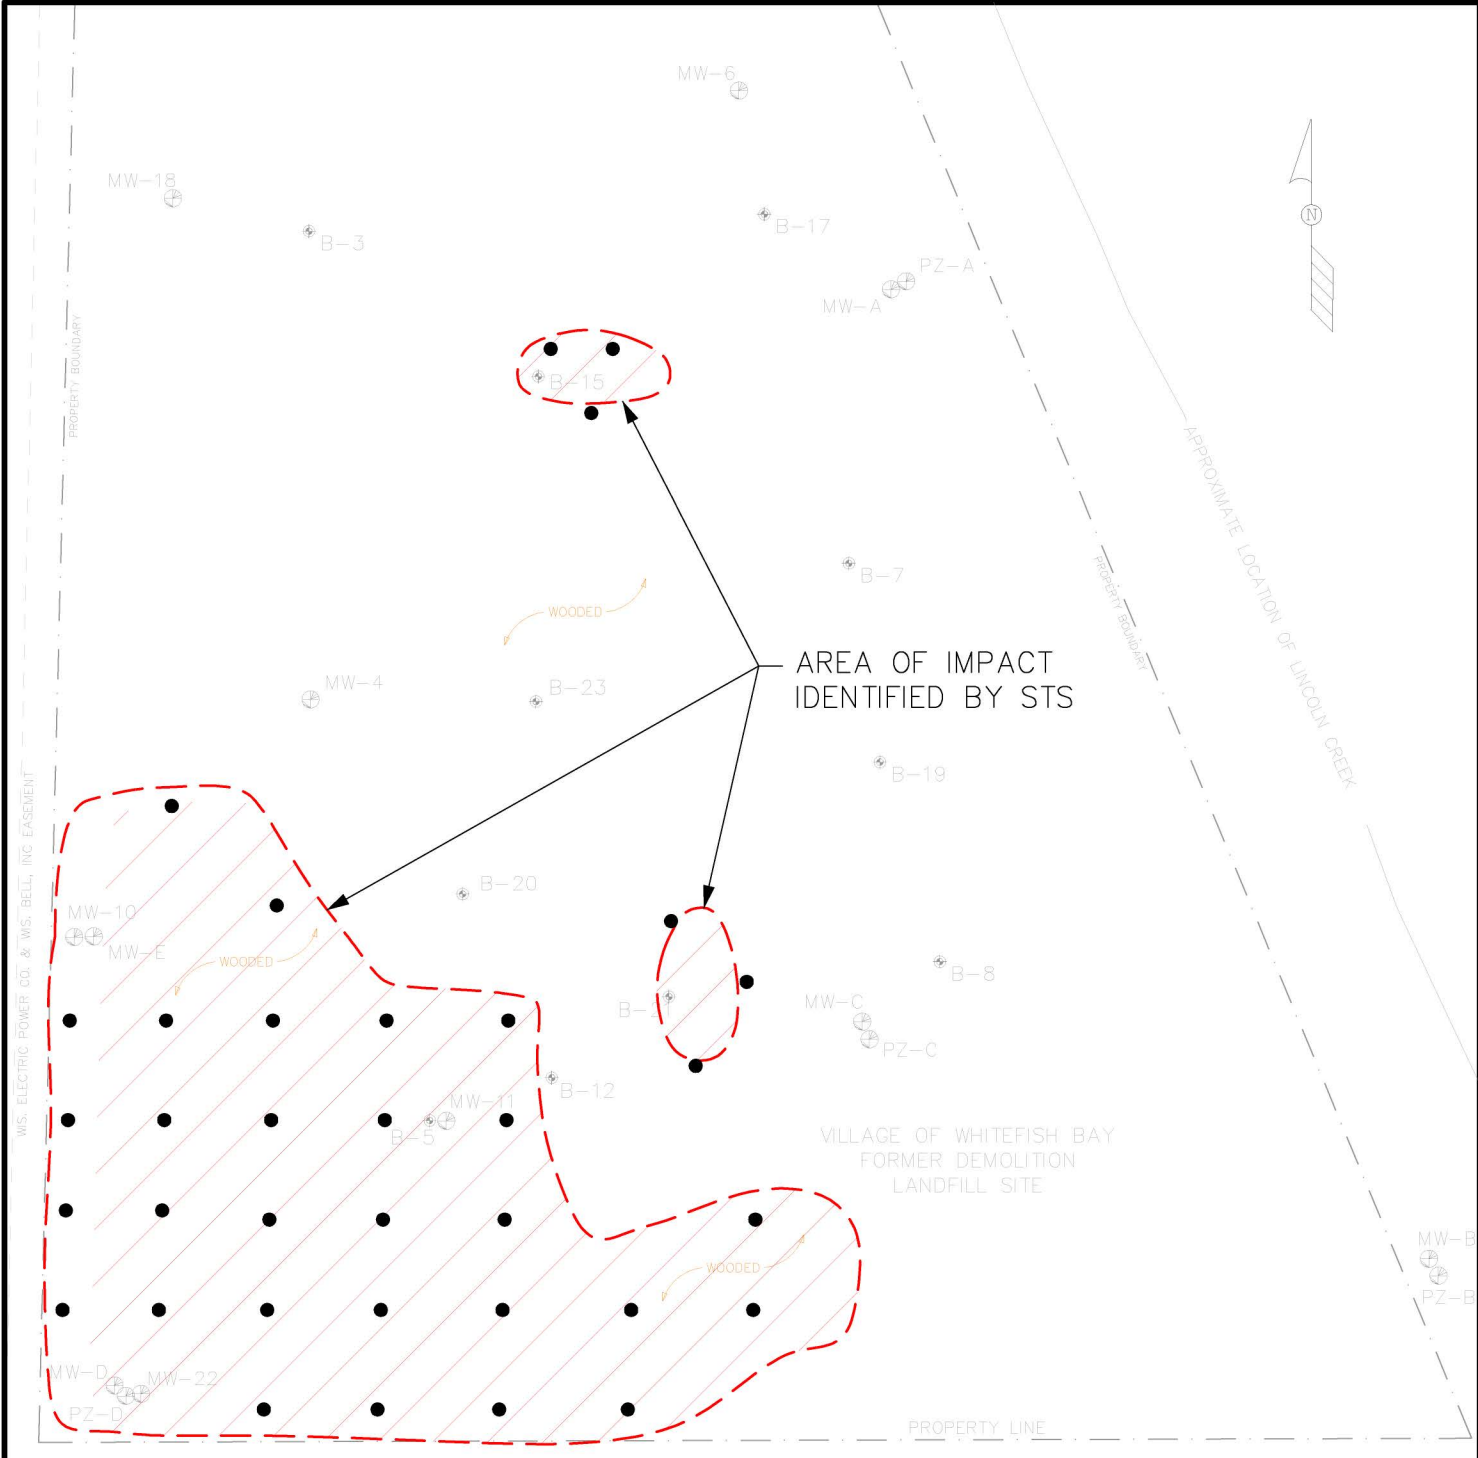 MW-6
MW-18
B-3
B-17
N
PZ-A
MW-A
PROPERTY BOUNDARY
B-15
B-7
WOODED
APPROXIMATE LOCATION OF LINCOLN CREEK
PROPERTY BOUNDARY
AREA OF IMPACT
IDENTIFIED BY STS
MW-4
B-23
B-19
WIS. ELECTRIC POWER CO. & WIS. BELL, INC EASEMENT
B-20
MW-10
MW-E
WOODED
B-8
B-2
MW-C
PZ-C
B-12
MW-11
B-5
VILLAGE OF WHITEFISH BAY
FORMER DEMOLITION
LANDFILL SITE
MW-B
WOODED
PZ-B
MW-D
MW-22
PZ-D
PROPERTY LINE